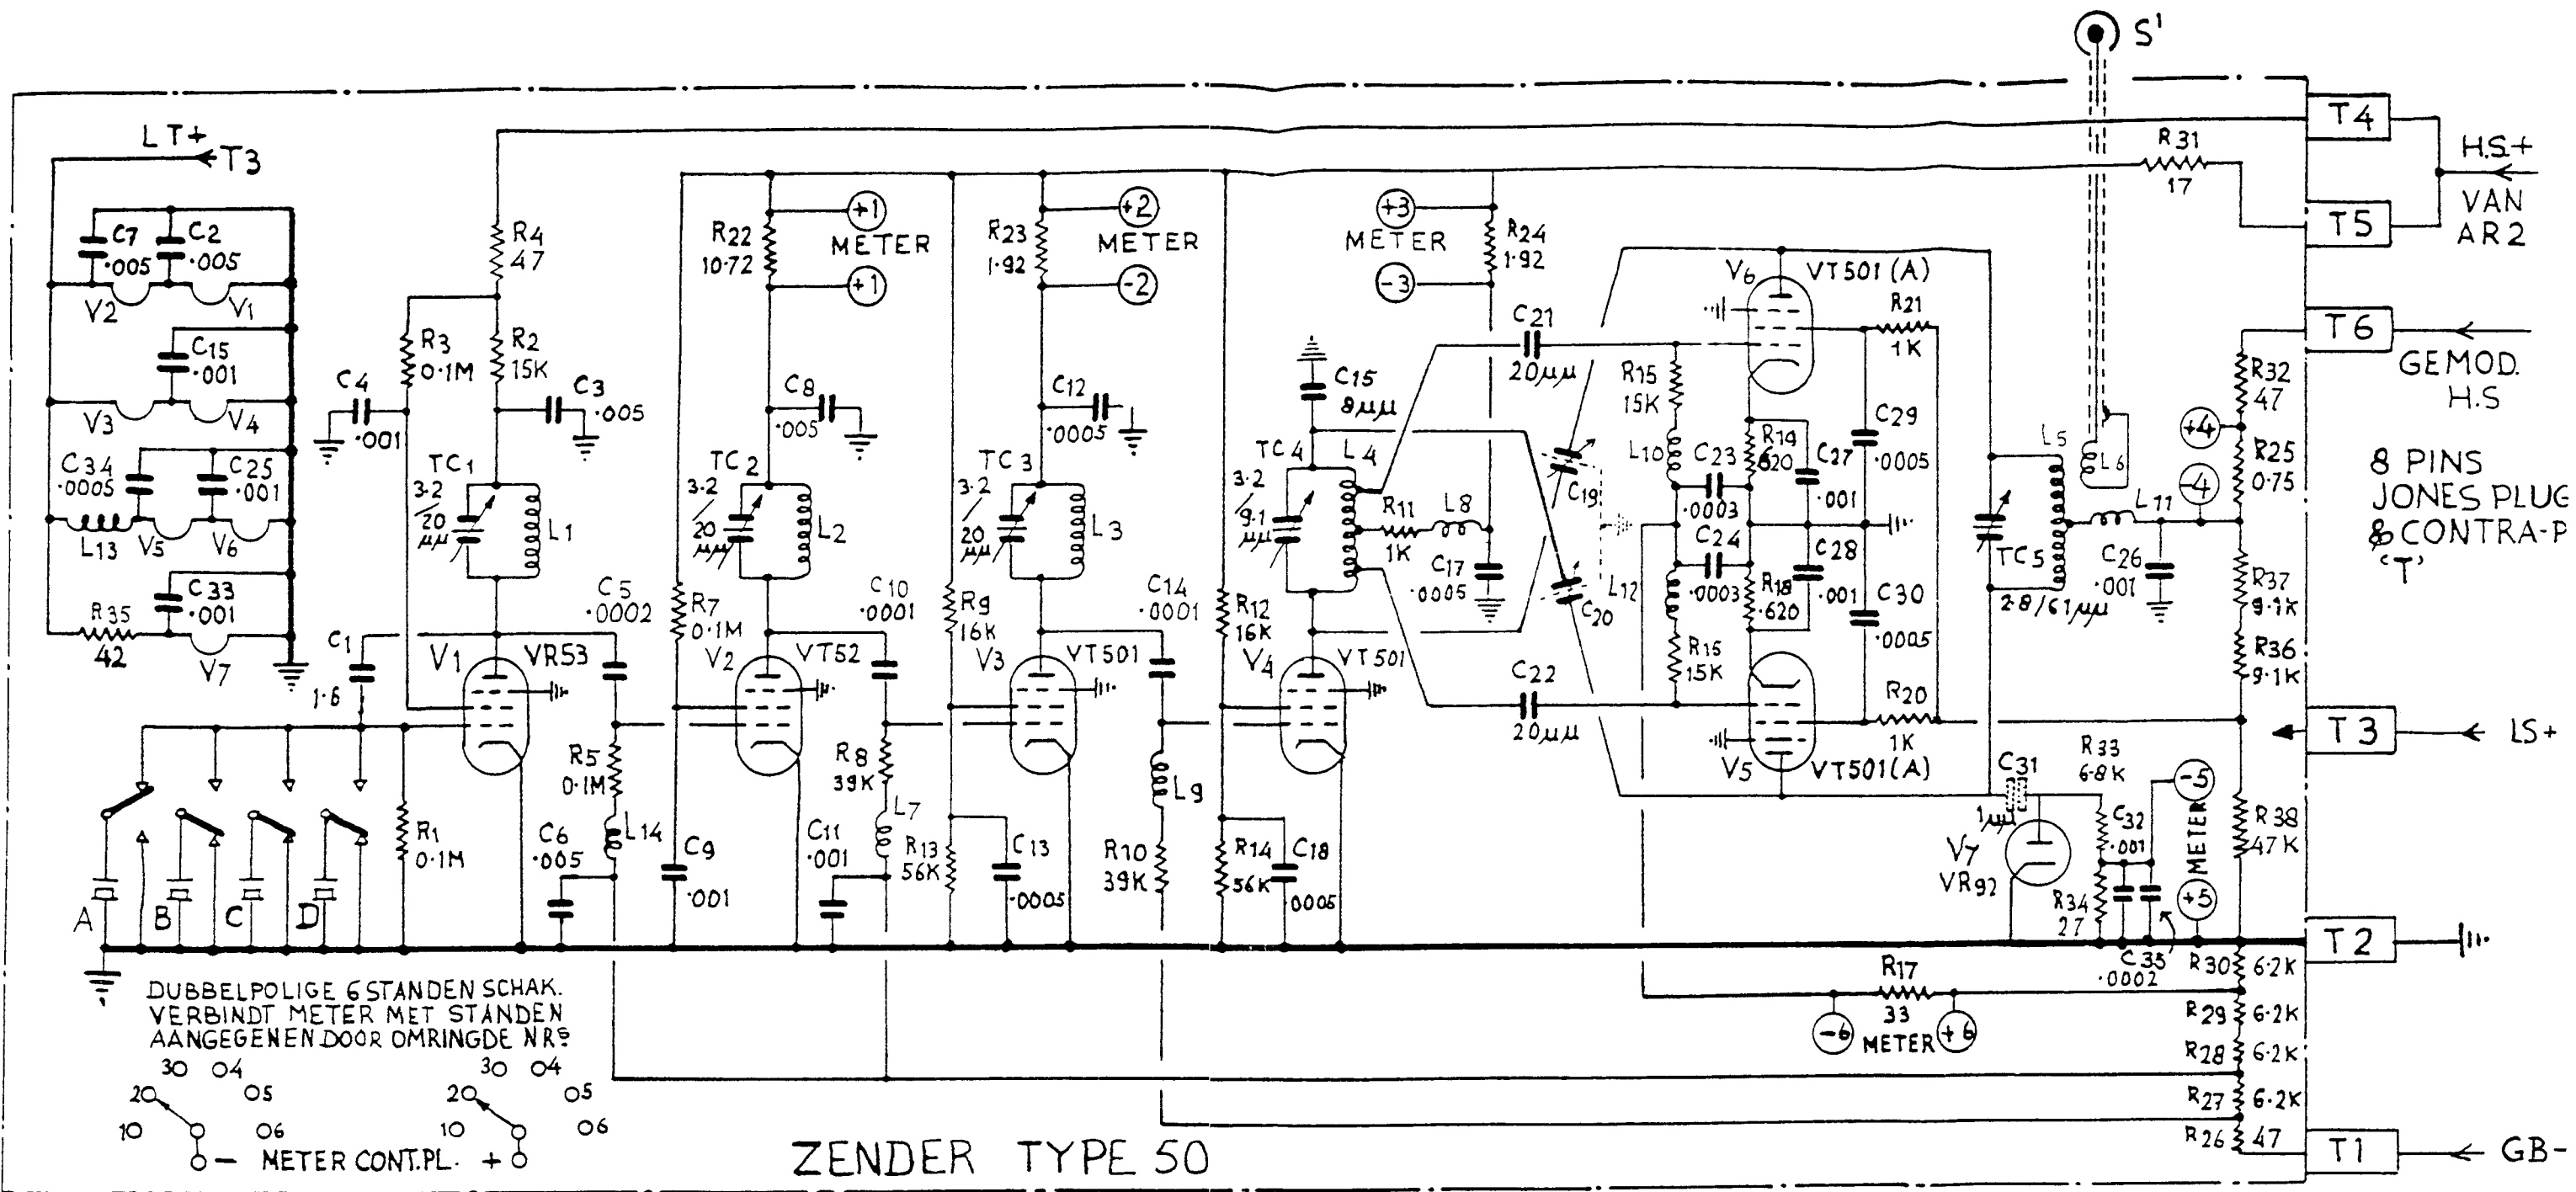 S'
LT+
T3
C7
.005
C2
.005
V2
V1
C15
.001
V3
V4
C34
.0005
C25
.001
L13
V5
V6
C33
.001
R35
42
V7
R4
47
R3
0.1M
R2
15K
C4
.001
C3
.005
TC1
3.2
/
20
μμ
L1
C5
.0002
C1
1.6
V1
VR53
R5
0.1M
L14
C6
.005
R1
0.1M
A
B
C
D
R22
10.72
+1
METER
+1
C8
.005
TC2
3.2
/
20
μμ
L2
C10
.0001
R7
0.1M
V2
VT52
R8
39K
L7
C9
.001
C11
.001
R23
1.92
+2
METER
-2
C12
.0005
TC3
3.2
/
20
μμ
L3
C14
.0001
R9
16K
V3
VT501
L9
R13
56K
C13
.0005
R10
39K
+3
METER
-3
R24
1.92
C15
8μμ
TC4
3.2
/
9.1
μμ
L4
R11
1K
L8
C17
.0005
R12
16K
V4
VT501
R14
56K
C18
.0005
C21
20μμ
C22
20μμ
C19
C20
V6
VT501(A)
R21
1K
R15
15K
L10
C23
.0003
R19
620
C27
.001
C29
.0005
C24
.0003
L12
R18
.620
C28
.001
C30
.0005
R15
15K
R20
1K
V5
VT501(A)
L5
L6
TC5
2.8/61μμ
L11
C26
.001
C31
1μμ
V7
VR92
R33
6.8K
C32
.001
R34
27
C35
.0002
-5
METER
+5
R31
17
R32
47
+4
R25
0.75
-4
R37
9.1K
R36
9.1K
R38
47K
R30
6.2K
R29
6.2K
R28
6.2K
R27
6.2K
R26
47
R17
33
-6
METER
+6
T4
H.S.+
VAN
AR2
T5
T6
GEMOD.
H.S
8 PINS
JONES PLUG
& CONTRA-P
"T"
T3
LS+
T2
T1
GB-
DUBBELPOLIGE 6 STANDEN SCHAK.
VERBINDT METER MET STANDEN
AANGEGENEN DOOR OMRINGDE NRS
1
2
3
4
5
6
1
2
3
4
5
6
- METER CONT.PL. +
ZENDER TYPE 50